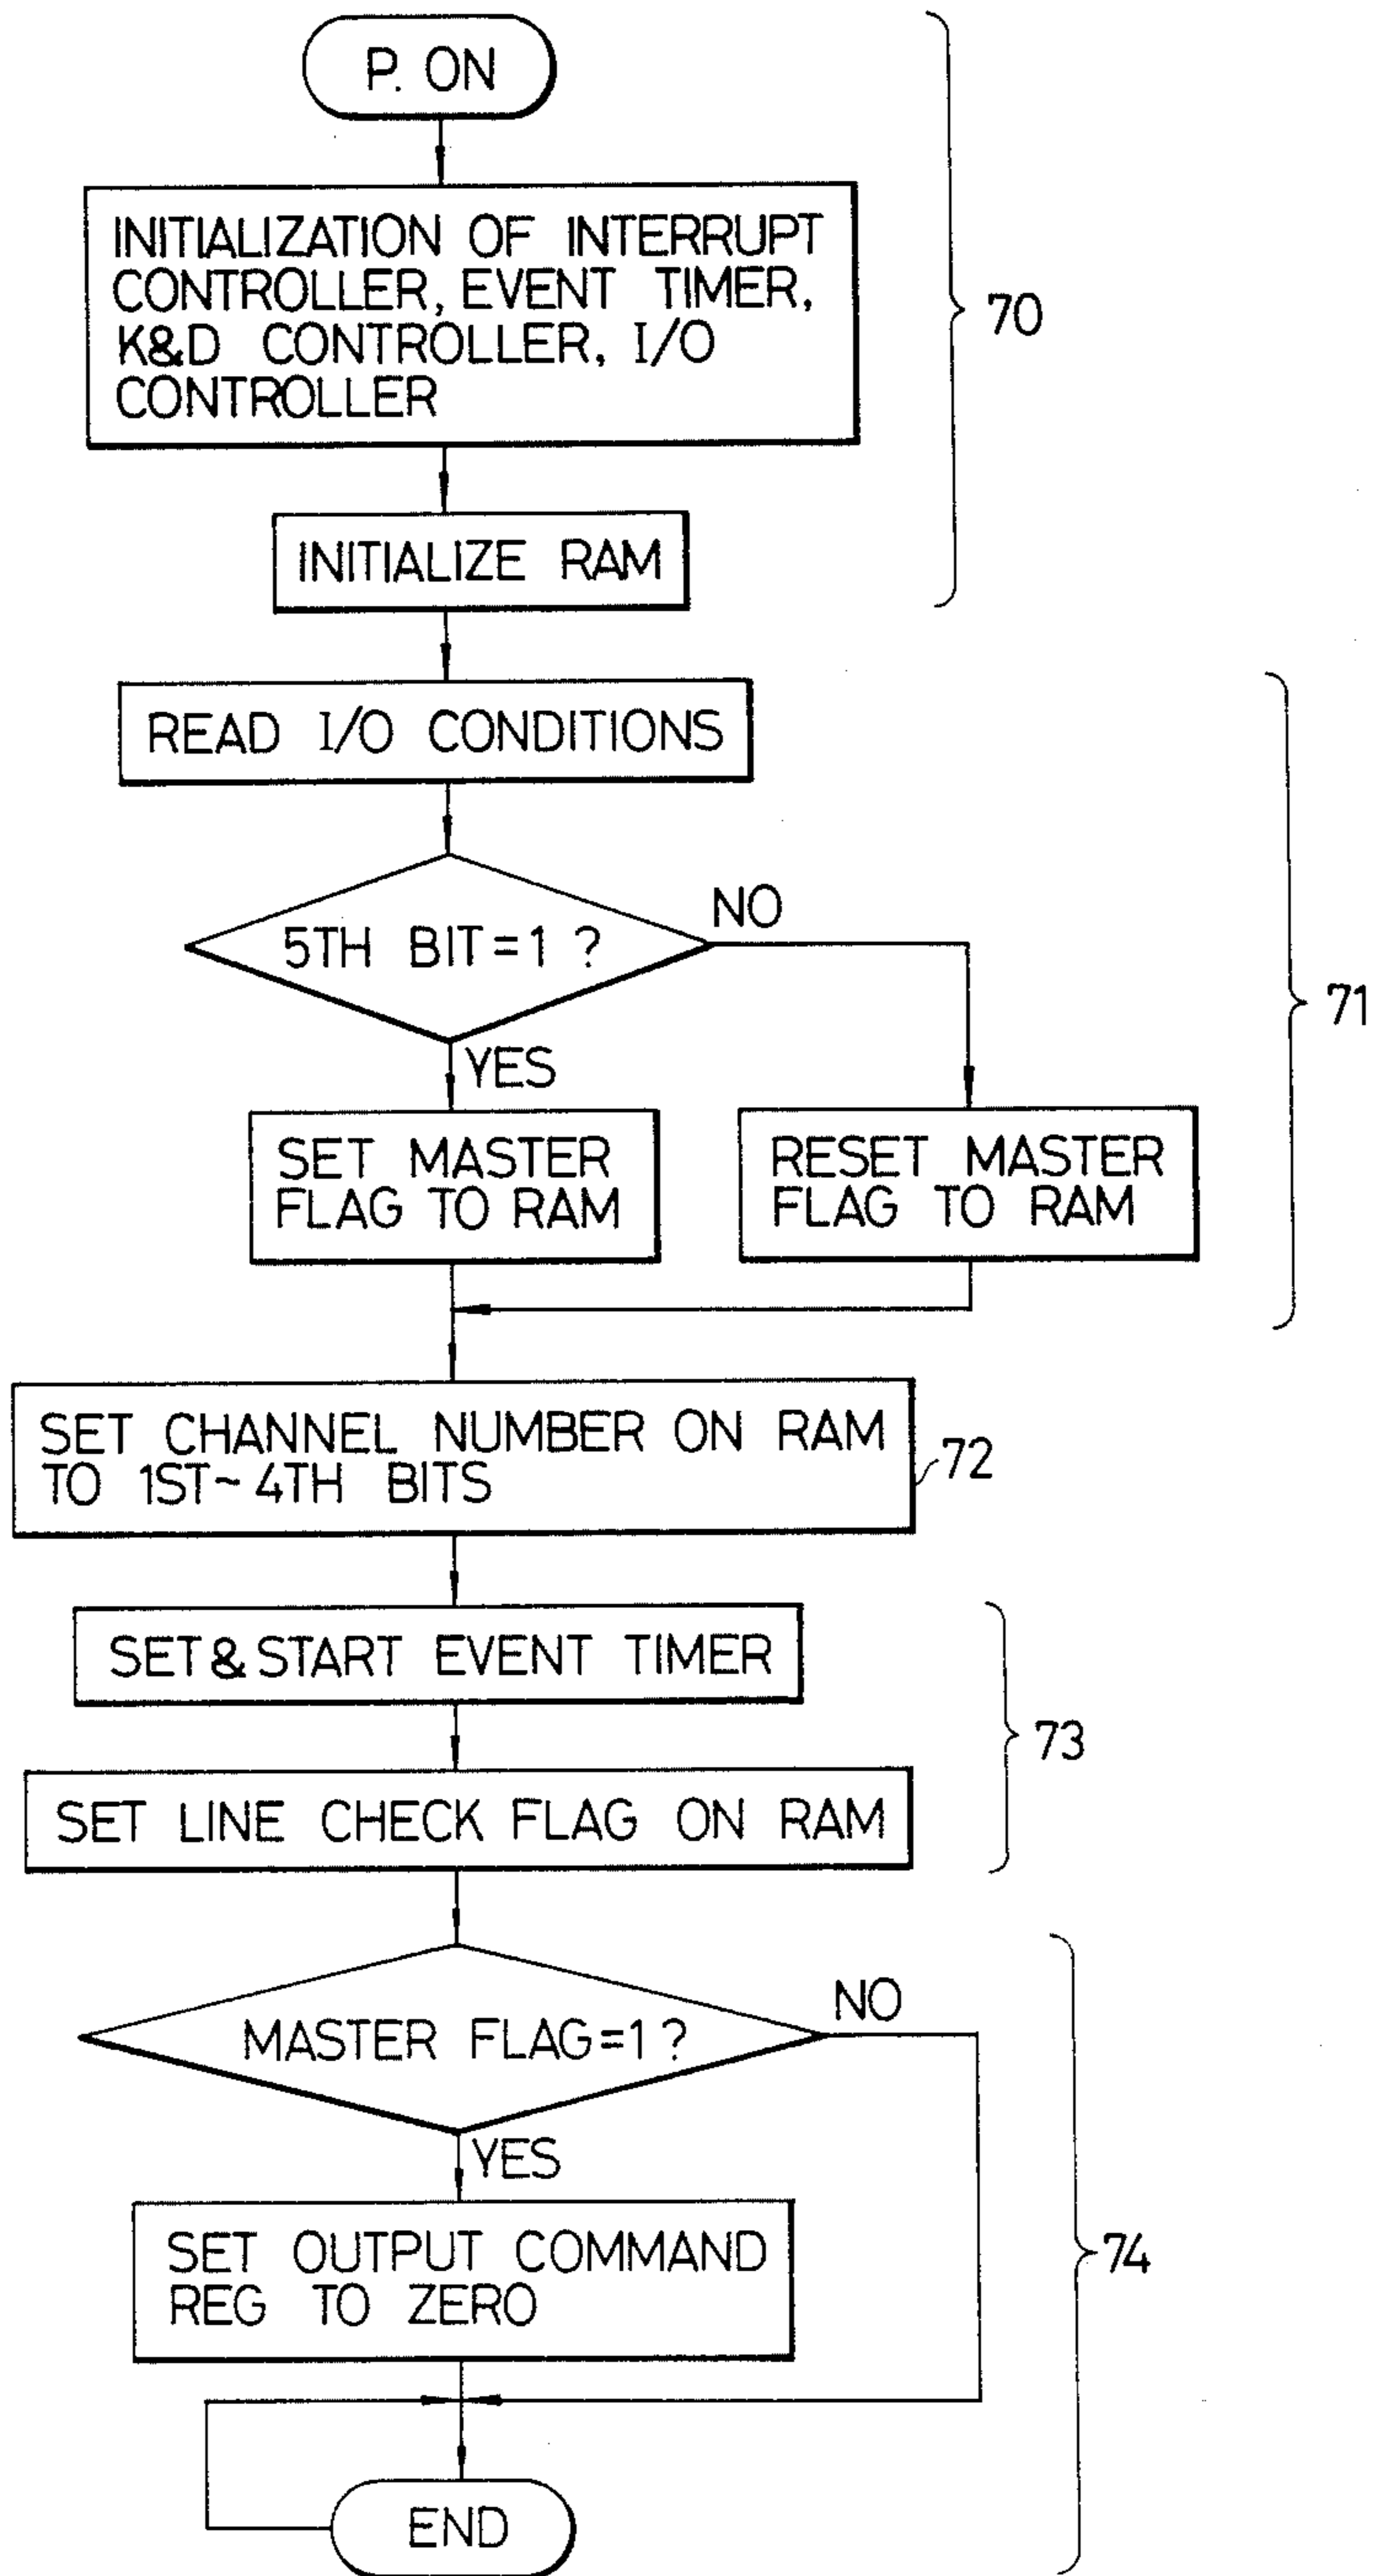 P. ON
INITIALIZATION OF INTERRUPT
CONTROLLER, EVENT TIMER,
K&D CONTROLLER, I/O
CONTROLLER
70
INITIALIZE RAM
READ I/O CONDITIONS
5TH BIT=1 ?
NO
71
YES
SET MASTER
FLAG TO RAM
RESET MASTER
FLAG TO RAM
SET CHANNEL NUMBER ON RAM
TO 1ST~4TH BITS
72
SET&START EVENT TIMER
73
SET LINE CHECK FLAG ON RAM
MASTER FLAG=1 ?
NO
YES
SET OUTPUT COMMAND
REG TO ZERO
74
END